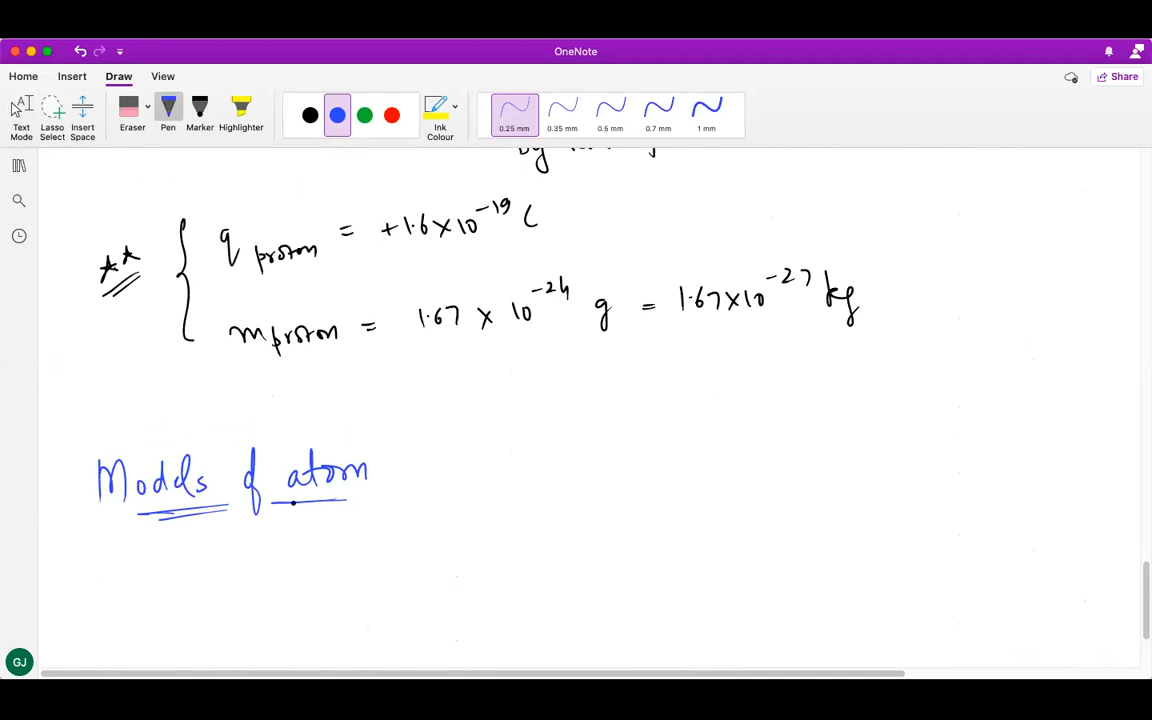 OneNote
Home Insert Draw View
Share
Text Mode
Lasso Select
Insert Space
Eraser
Pen
Marker
Highlighter
Ink Colour
0.25 mm
0.35 mm
0.5 mm
0.7 mm
1 mm
by
** { q proton = +1.6×10⁻¹⁹ C
m proton = 1.67 × 10⁻²⁴ g = 1.67×10⁻²⁷ kg
Models of atom
GJ